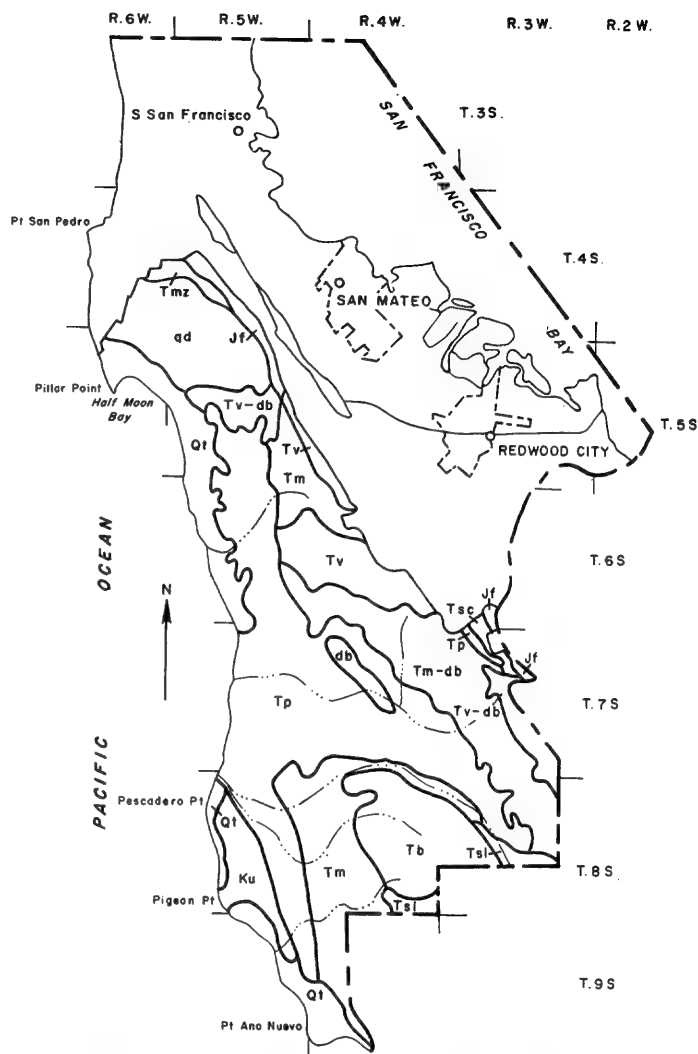 R.6W. R.5W. R.4W. R.3W. R.2W.
S San Francisco
SAN FRANCISCO BAY
T.3S.
Pt San Pedro
T.4S.
Tmz
SAN MATEO
qd
Jf
Pillar Point
Half Moon
Bay
Tv-db
T.5S
Qt
REDWOOD CITY
Tv
Tm
OCEAN
Tv
T.6S
N
Jf
Tsc
Tp
Jf
db
Tm-db
Tp
Tv-db
T.7S
PACIFIC
Pescadero Pt
Qt
Tb
Ku
Tm
Tsl
T.8S.
Pigeon Pt
Tsl
Qt
T.9S
Pt Ano Nuevo